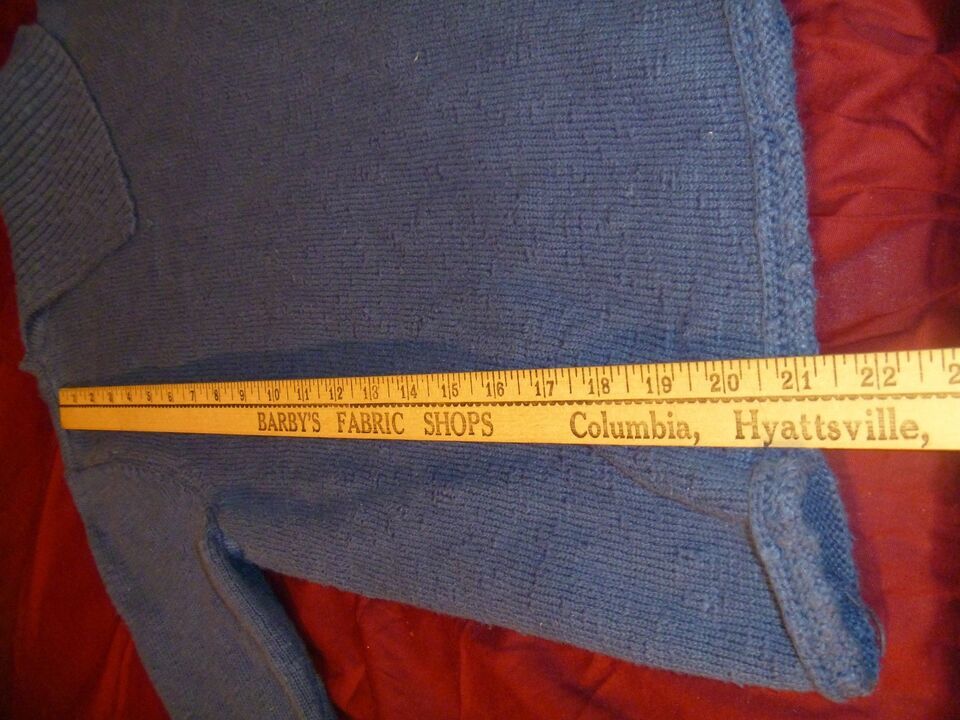 1 2 3 4 5 6 7 8 9 10 11 12 13 14 15 16 17 18 19 20 21 22 2
BARBY'S FABRIC SHOPS Columbia, Hyattsville,